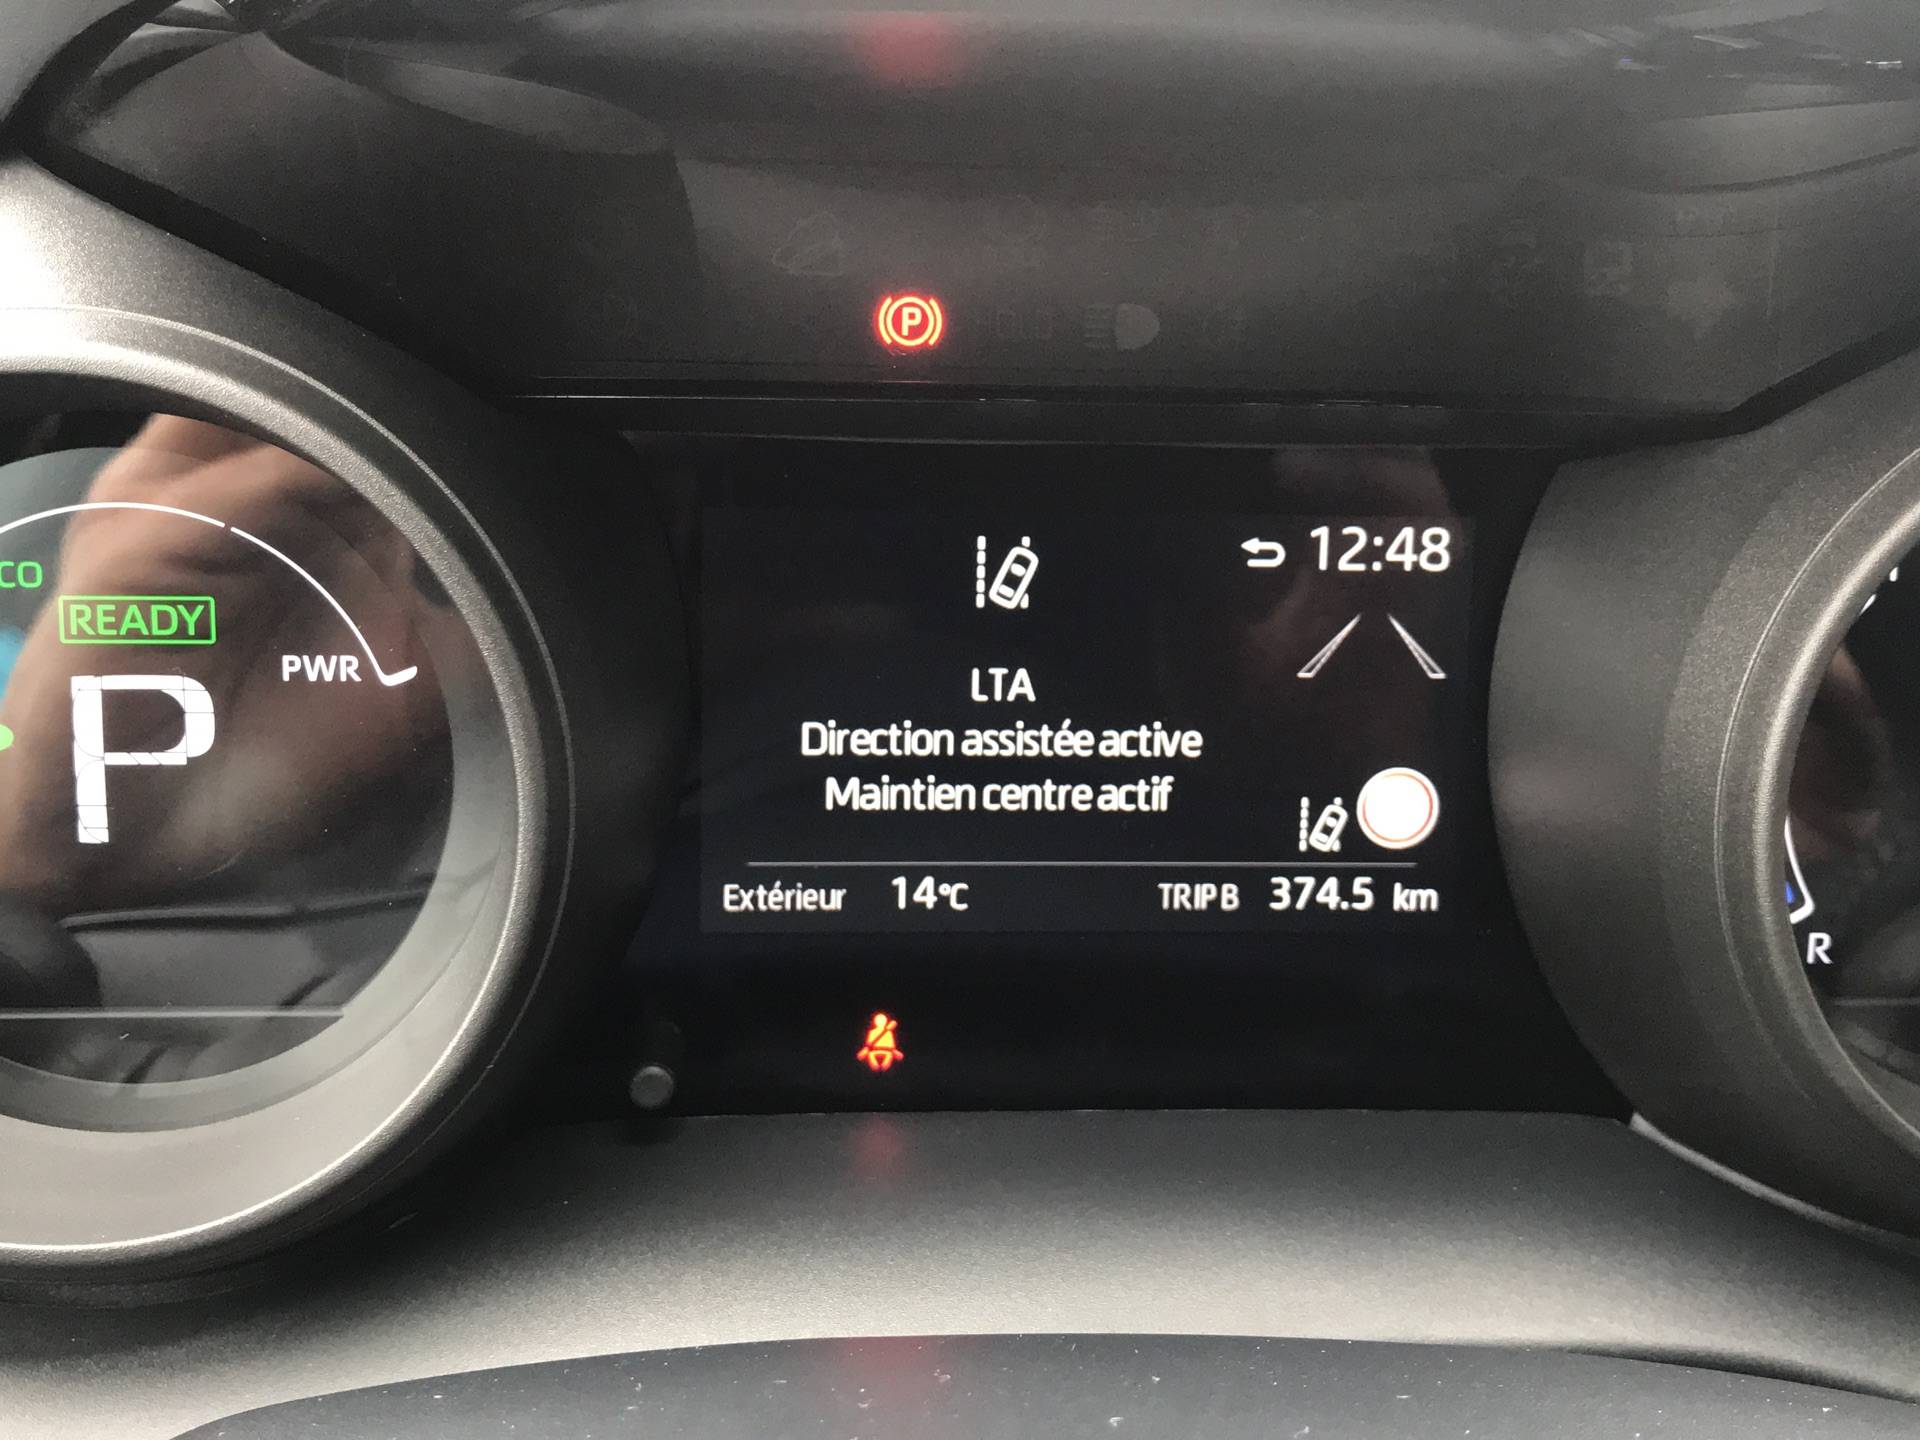 P
12:48
CO
READY
PWR
P
LTA
Direction assistée active
Maintien centre actif
Extérieur 14°C TRIP B 374.5 km
R